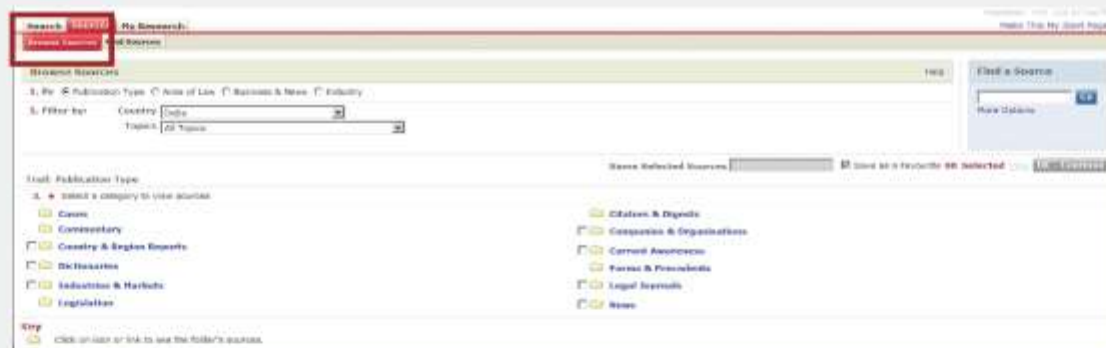 Search Sources My Research
Make This My Start Page
Browse Sources Find Sources
Browse Sources
Help
Find a Source
1. By Publication Type Area of Law Business & News Industry
2. Filter by: Country India
Topics All Topics
Go
More Options
Name Selected Sources
Save as a Favourite
Selected
Trail: Publication Type
3. Select a category to view sources
Cases
Commentary
Country & Region Reports
Dictionaries
Industries & Markets
Legislation
Citators & Digests
Companies & Organisations
Current Awareness
Forms & Precedents
Legal Journals
News
Key
Click on icon or link to see the folder's sources.